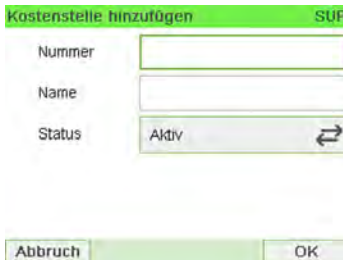 Kostenstelle hinzufügen SUP
Nummer
Name
Status Aktiv
Abbruch OK